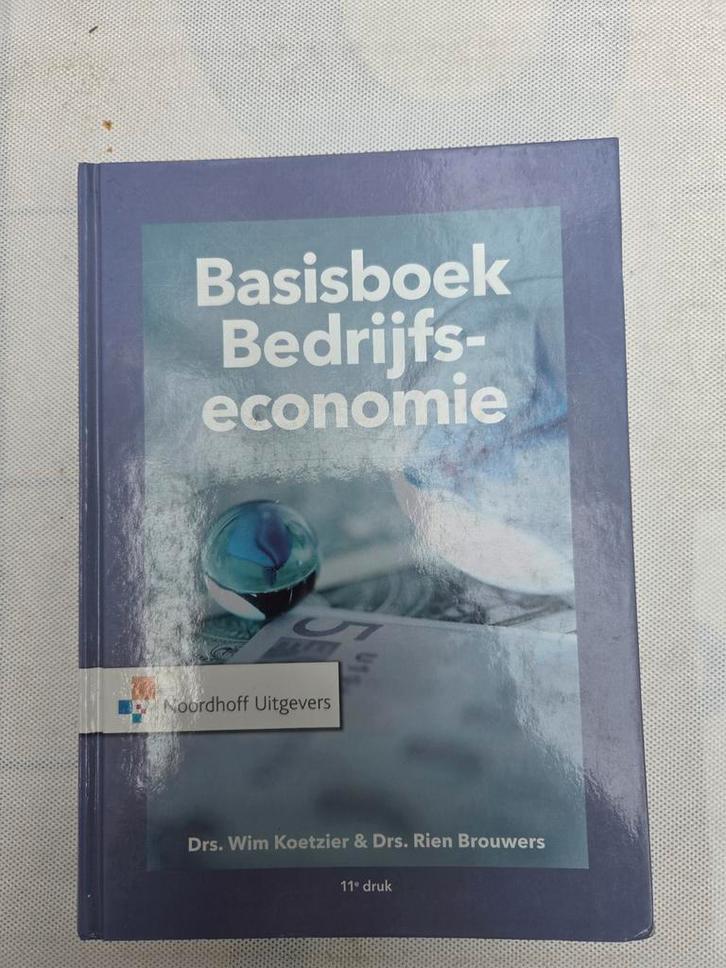 Basisboek
Bedrijfs-
economie
5
Noordhoff Uitgevers
Drs. Wim Koetzier & Drs. Rien Brouwers
11e druk